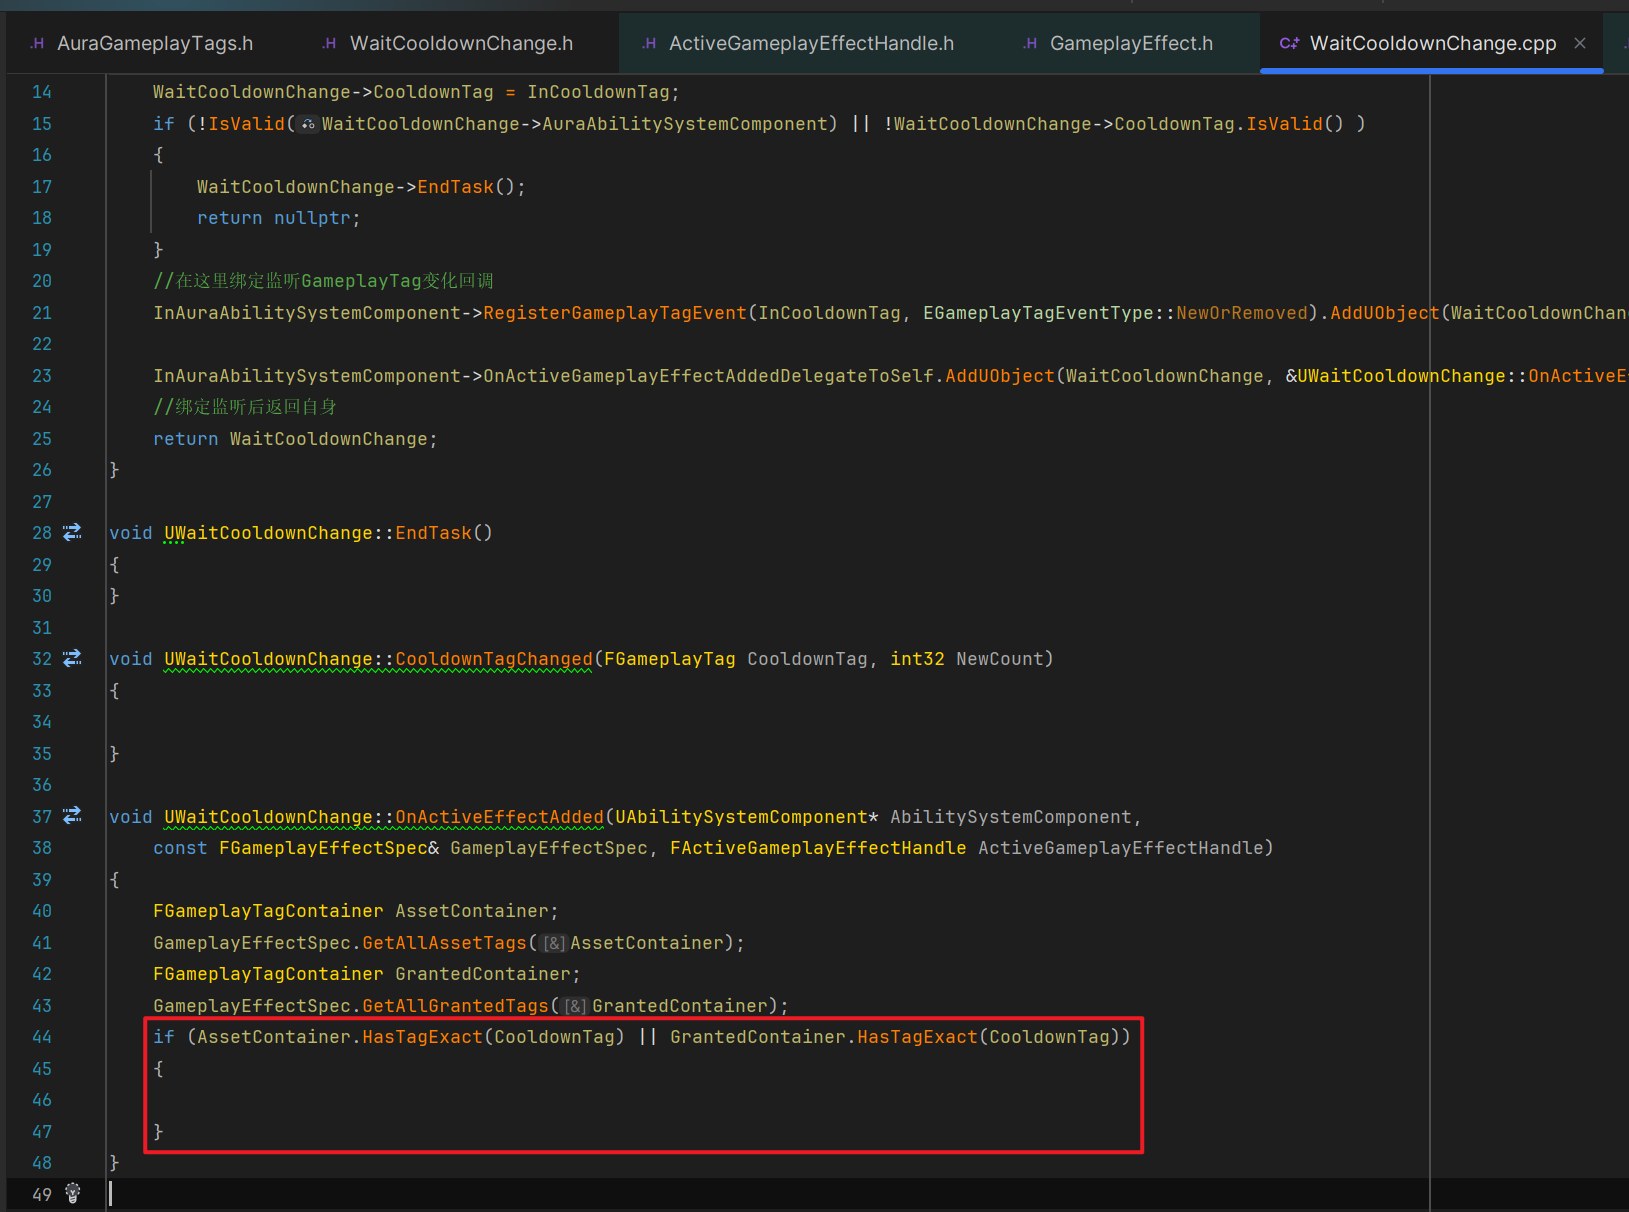 AuraGameplayTags.h WaitCooldownChange.h ActiveGameplayEffectHandle.h GameplayEffect.h WaitCooldownChange.cpp
14 WaitCooldownChange->CooldownTag = InCooldownTag;
15 if (!IsValid(WaitCooldownChange->AuraAbilitySystemComponent) || !WaitCooldownChange->CooldownTag.IsValid() )
16 {
17 WaitCooldownChange->EndTask();
18 return nullptr;
19 }
20 //在这里绑定监听GameplayTag变化回调
21 InAuraAbilitySystemComponent->RegisterGameplayTagEvent(InCooldownTag, EGameplayTagEventType::NewOrRemoved).AddUObject(WaitCooldownChan
22
23 InAuraAbilitySystemComponent->OnActiveGameplayEffectAddedDelegateToSelf.AddUObject(WaitCooldownChange, &UWaitCooldownChange::OnActiveE
24 //绑定监听后返回自身
25 return WaitCooldownChange;
26 }
27
28 void UWaitCooldownChange::EndTask()
29 {
30 }
31
32 void UWaitCooldownChange::CooldownTagChanged(FGameplayTag CooldownTag, int32 NewCount)
33 {
34
35 }
36
37 void UWaitCooldownChange::OnActiveEffectAdded(UAbilitySystemComponent* AbilitySystemComponent,
38 const FGameplayEffectSpec& GameplayEffectSpec, FActiveGameplayEffectHandle ActiveGameplayEffectHandle)
39 {
40 FGameplayTagContainer AssetContainer;
41 GameplayEffectSpec.GetAllAssetTags([&]AssetContainer);
42 FGameplayTagContainer GrantedContainer;
43 GameplayEffectSpec.GetAllGrantedTags([&]GrantedContainer);
44 if (AssetContainer.HasTagExact(CooldownTag) || GrantedContainer.HasTagExact(CooldownTag))
45 {
46
47 }
48 }
49